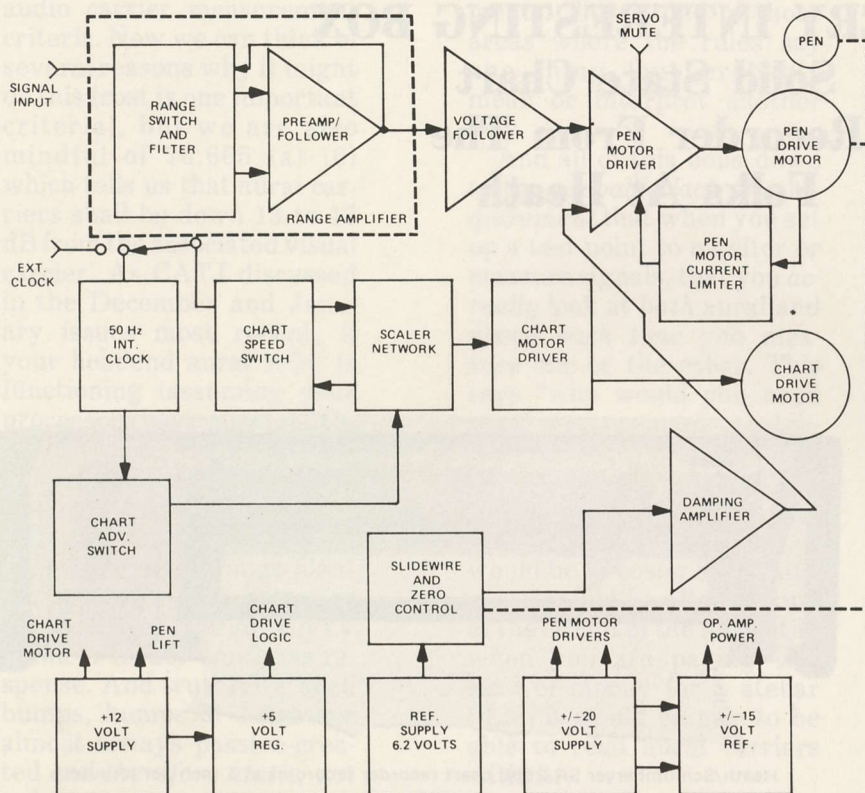 SERVO
MUTE
PEN
SIGNAL
INPUT
RANGE
SWITCH
AND
FILTER
PREAMP/
FOLLOWER
RANGE AMPLIFIER
VOLTAGE
FOLLOWER
PEN
MOTOR
DRIVER
PEN
DRIVE
MOTOR
EXT.
CLOCK
PEN
MOTOR
CURRENT
LIMITER
50 Hz
INT.
CLOCK
CHART
SPEED
SWITCH
SCALER
NETWORK
CHART
MOTOR
DRIVER
CHART
DRIVE
MOTOR
CHART
ADV.
SWITCH
SLIDEWIRE
AND
ZERO
CONTROL
DAMPING
AMPLIFIER
CHART
DRIVE
MOTOR
PEN
LIFT
CHART
DRIVE
LOGIC
PEN MOTOR
DRIVERS
OP. AMP.
POWER
+12
VOLT
SUPPLY
+5
VOLT
REG.
REF.
SUPPLY
6.2 VOLTS
+/-20
VOLT
SUPPLY
+/-15
VOLT
REF.